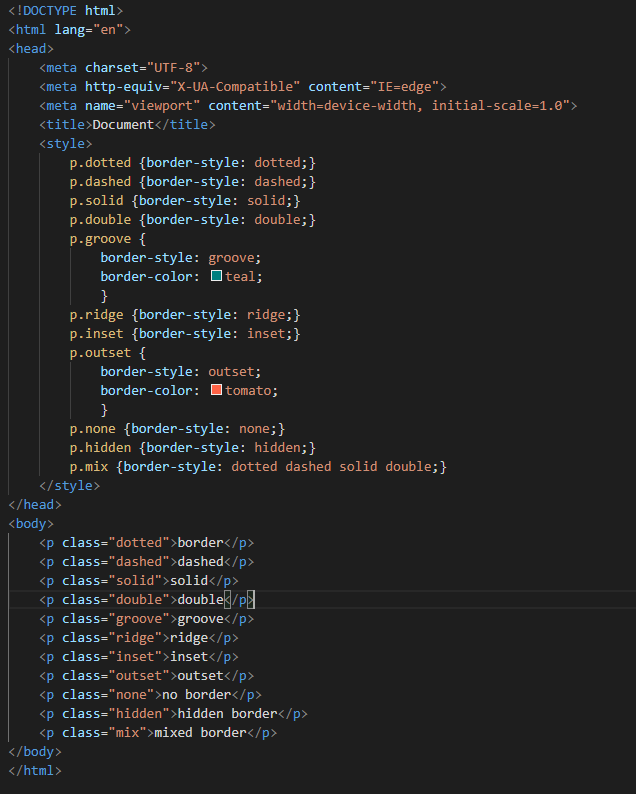 <!DOCTYPE html>
<html lang="en">
<head>
    <meta charset="UTF-8">
    <meta http-equiv="X-UA-Compatible" content="IE=edge">
    <meta name="viewport" content="width=device-width, initial-scale=1.0">
    <title>Document</title>
    <style>
        p.dotted {border-style: dotted;}
        p.dashed {border-style: dashed;}
        p.solid {border-style: solid;}
        p.double {border-style: double;}
        p.groove {
            border-style: groove;
            border-color: teal;
            }
        p.ridge {border-style: ridge;}
        p.inset {border-style: inset;}
        p.outset {
            border-style: outset;
            border-color: tomato;
            }
        p.none {border-style: none;}
        p.hidden {border-style: hidden;}
        p.mix {border-style: dotted dashed solid double;}
    </style>
</head>
<body>
    <p class="dotted">border</p>
    <p class="dashed">dashed</p>
    <p class="solid">solid</p>
    <p class="double">double</p>
    <p class="groove">groove</p>
    <p class="ridge">ridge</p>
    <p class="inset">inset</p>
    <p class="outset">outset</p>
    <p class="none">no border</p>
    <p class="hidden">hidden border</p>
    <p class="mix">mixed border</p>
</body>
</html>